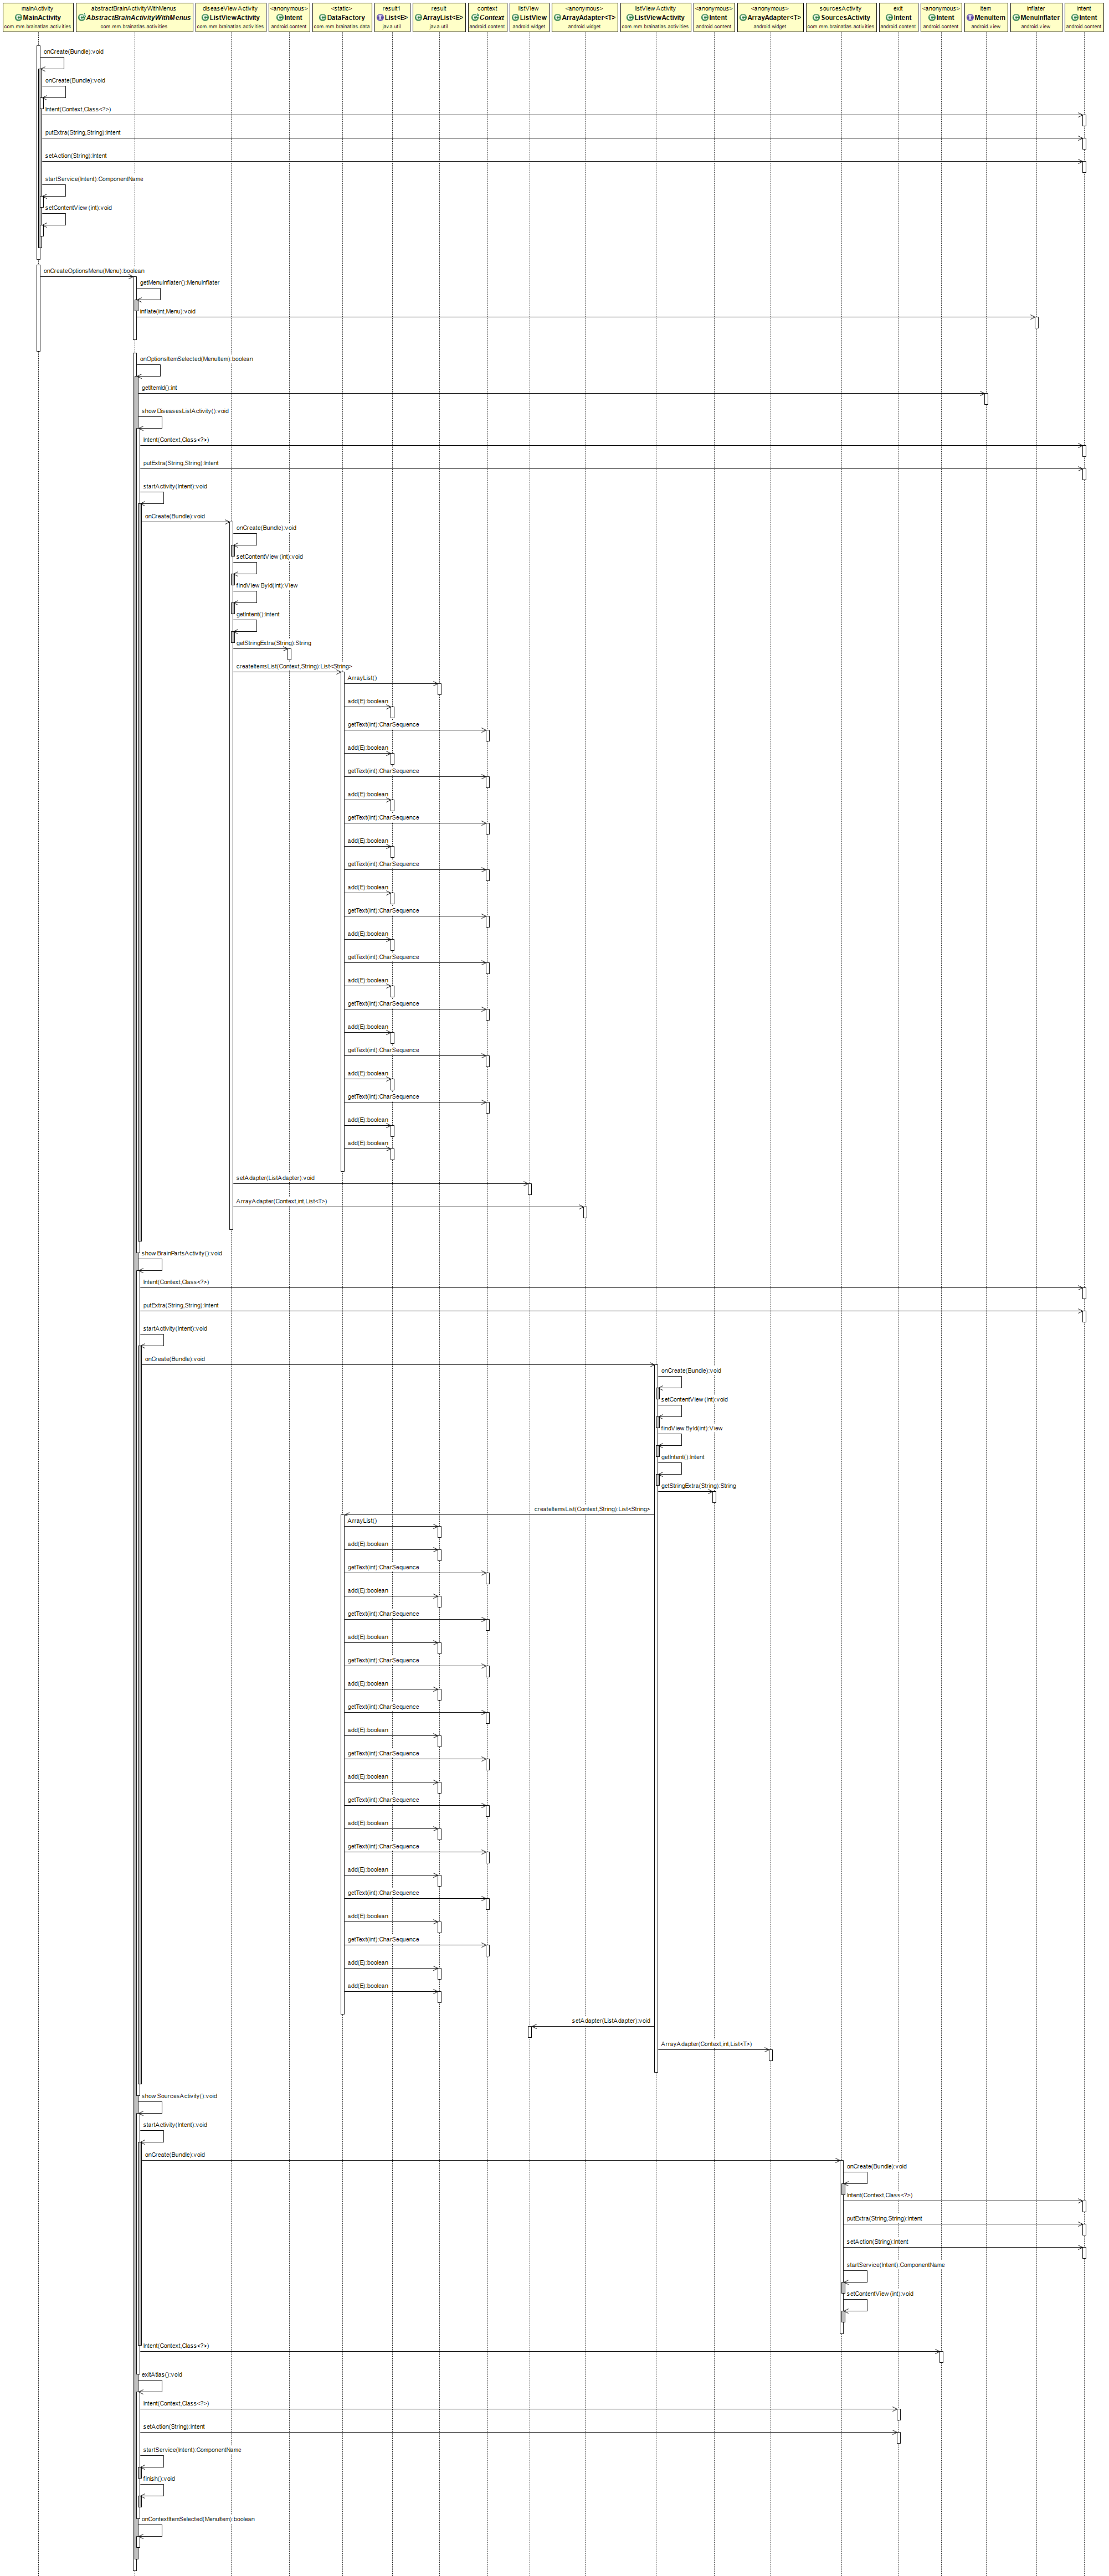 mainActivity
MainActivity
com.mm.brainatlas.activities
abstractBrainActivityWithMenus
AbstractBrainActivityWithMenus
com.mm.brainatlas.activities
diseaseViewActivity
ListViewActivity
com.mm.brainatlas.activities
<anonymous>
Intent
android.content
<static>
DataFactory
com.mm.brainatlas.data
result1
List<E>
java.util
result
ArrayList<E>
java.util
context
Context
android.content
listView
ListView
android.widget
<anonymous>
ArrayAdapter<T>
android.widget
listViewActivity
ListViewActivity
com.mm.brainatlas.activities
<anonymous>
Intent
android.content
<anonymous>
ArrayAdapter<T>
android.widget
sourcesActivity
SourcesActivity
com.mm.brainatlas.activities
exit
Intent
android.content
<anonymous>
Intent
android.content
item
MenuItem
android.view
inflater
MenuInflater
android.view
intent
Intent
android.content
onCreate(Bundle):void
onCreate(Bundle):void
Intent(Context,Class<?>)
putExtra(String,String):Intent
setAction(String):Intent
startService(Intent):ComponentName
setContentView(int):void
onCreateOptionsMenu(Menu):boolean
getMenuInflater():MenuInflater
inflate(int,Menu):void
onOptionsItemSelected(MenuItem):boolean
getItemId():int
showDiseasesListActivity():void
Intent(Context,Class<?>)
putExtra(String,String):Intent
startActivity(Intent):void
onCreate(Bundle):void
onCreate(Bundle):void
setContentView(int):void
findViewById(int):View
getIntent():Intent
getStringExtra(String):String
createItemsList(Context,String):List<String>
ArrayList()
add(E):boolean
getText(int):CharSequence
add(E):boolean
getText(int):CharSequence
add(E):boolean
getText(int):CharSequence
add(E):boolean
getText(int):CharSequence
add(E):boolean
getText(int):CharSequence
add(E):boolean
getText(int):CharSequence
add(E):boolean
getText(int):CharSequence
add(E):boolean
getText(int):CharSequence
add(E):boolean
getText(int):CharSequence
add(E):boolean
add(E):boolean
setAdapter(ListAdapter):void
ArrayAdapter(Context,int,List<T>)
showBrainPartsActivity():void
Intent(Context,Class<?>)
putExtra(String,String):Intent
startActivity(Intent):void
onCreate(Bundle):void
onCreate(Bundle):void
setContentView(int):void
findViewById(int):View
getIntent():Intent
getStringExtra(String):String
createItemsList(Context,String):List<String>
ArrayList()
add(E):boolean
getText(int):CharSequence
add(E):boolean
getText(int):CharSequence
add(E):boolean
getText(int):CharSequence
add(E):boolean
getText(int):CharSequence
add(E):boolean
getText(int):CharSequence
add(E):boolean
getText(int):CharSequence
add(E):boolean
getText(int):CharSequence
add(E):boolean
getText(int):CharSequence
add(E):boolean
getText(int):CharSequence
add(E):boolean
add(E):boolean
setAdapter(ListAdapter):void
ArrayAdapter(Context,int,List<T>)
showSourcesActivity():void
startActivity(Intent):void
onCreate(Bundle):void
onCreate(Bundle):void
Intent(Context,Class<?>)
putExtra(String,String):Intent
setAction(String):Intent
startService(Intent):ComponentName
setContentView(int):void
Intent(Context,Class<?>)
exitAtlas():void
Intent(Context,Class<?>)
setAction(String):Intent
startService(Intent):ComponentName
finish():void
onContextItemSelected(MenuItem):boolean